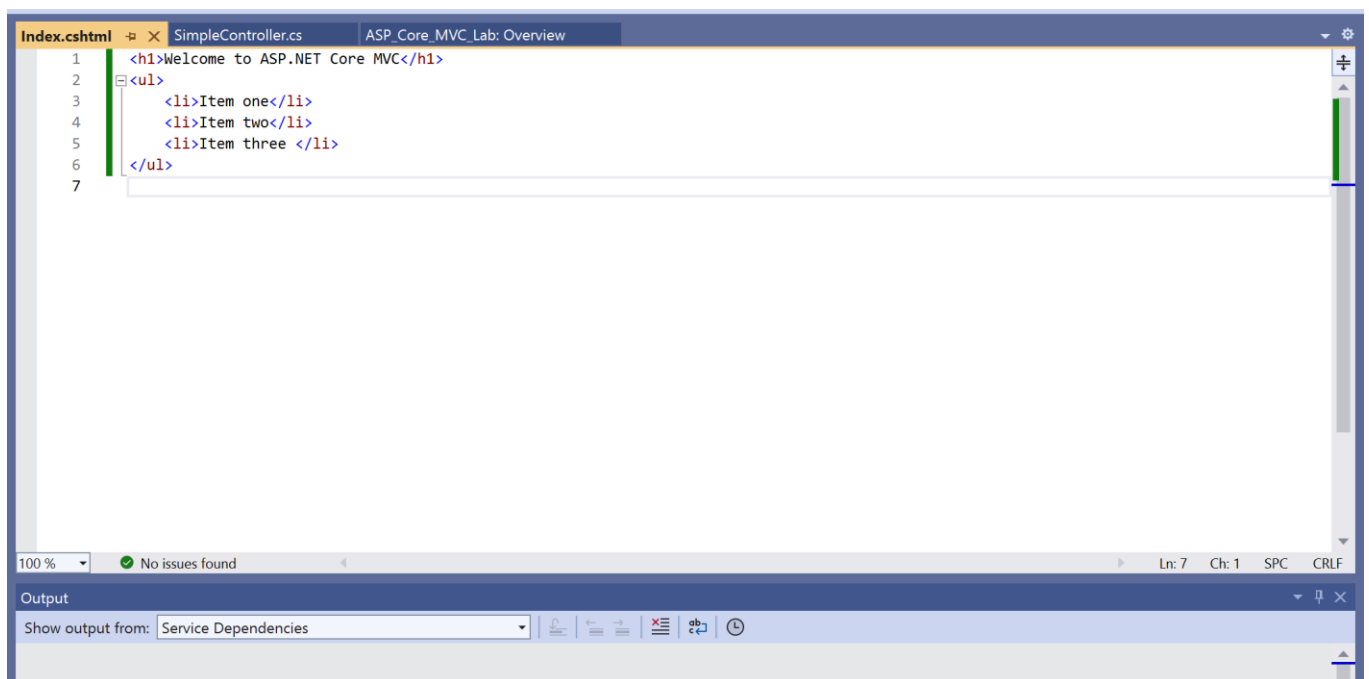 Index.cshtml SimpleController.cs ASP_Core_MVC_Lab: Overview
1 <h1>Welcome to ASP.NET Core MVC</h1>
2 <ul>
3 <li>Item one</li>
4 <li>Item two</li>
5 <li>Item three </li>
6 </ul>
7
100 % No issues found Ln: 7 Ch: 1 SPC CRLF
Output
Show output from: Service Dependencies